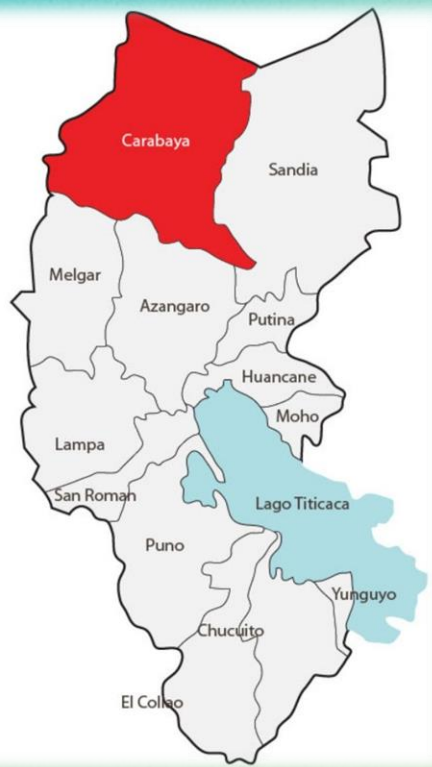 Carabaya
Sandia
Melgar
Azangaro
Putina
Huancane
Moho
Lampa
San Roman
Lago Titicaca
Puno
Yunguyo
Chucuito
El Collao